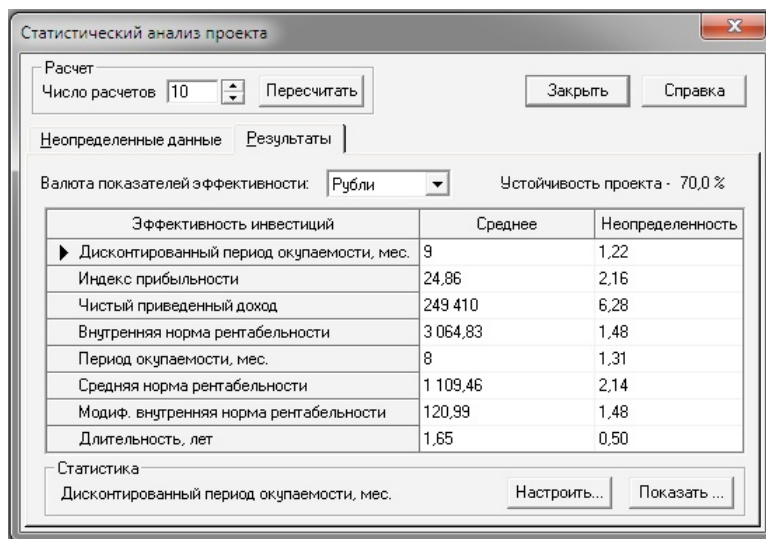 Статистический анализ проекта
Расчет
Число расчетов 10 Пересчитать Закрыть Справка
Неопределенные данные Результаты
Валюта показателей эффективности: Рубли Устойчивость проекта - 70,0 %
Эффективность инвестиций Среднее Неопределенность
Дисконтированный период окупаемости, мес. 9 1,22
Индекс прибыльности 24,86 2,16
Чистый приведенный доход 249 410 6,28
Внутренняя норма рентабельности 3 064,83 1,48
Период окупаемости, мес. 8 1,31
Средняя норма рентабельности 1 109,46 2,14
Модиф. внутренняя норма рентабельности 120,99 1,48
Длительность, лет 1,65 0,50
Статистика
Дисконтированный период окупаемости, мес. Настроить... Показать ...